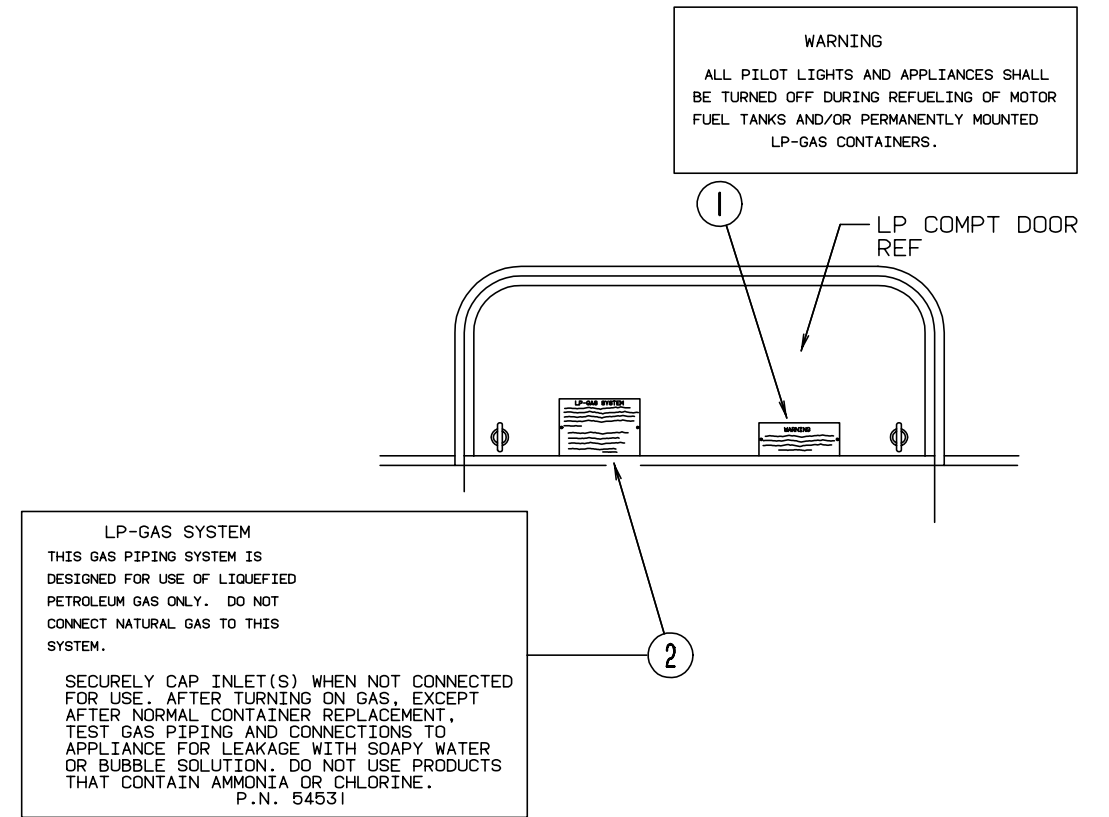 WARNING
ALL PILOT LIGHTS AND APPLIANCES SHALL
BE TURNED OFF DURING REFUELING OF MOTOR
FUEL TANKS AND/OR PERMANENTLY MOUNTED
LP-GAS CONTAINERS.
1
LP COMPT DOOR
REF
LP-GAS SYSTEM
WARNING
LP-GAS SYSTEM
THIS GAS PIPING SYSTEM IS
DESIGNED FOR USE OF LIQUEFIED
PETROLEUM GAS ONLY. DO NOT
CONNECT NATURAL GAS TO THIS
SYSTEM.
SECURELY CAP INLET(S) WHEN NOT CONNECTED
FOR USE. AFTER TURNING ON GAS, EXCEPT
AFTER NORMAL CONTAINER REPLACEMENT,
TEST GAS PIPING AND CONNECTIONS TO
APPLIANCE FOR LEAKAGE WITH SOAPY WATER
OR BUBBLE SOLUTION. DO NOT USE PRODUCTS
THAT CONTAIN AMMONIA OR CHLORINE.
P.N. 54531
2